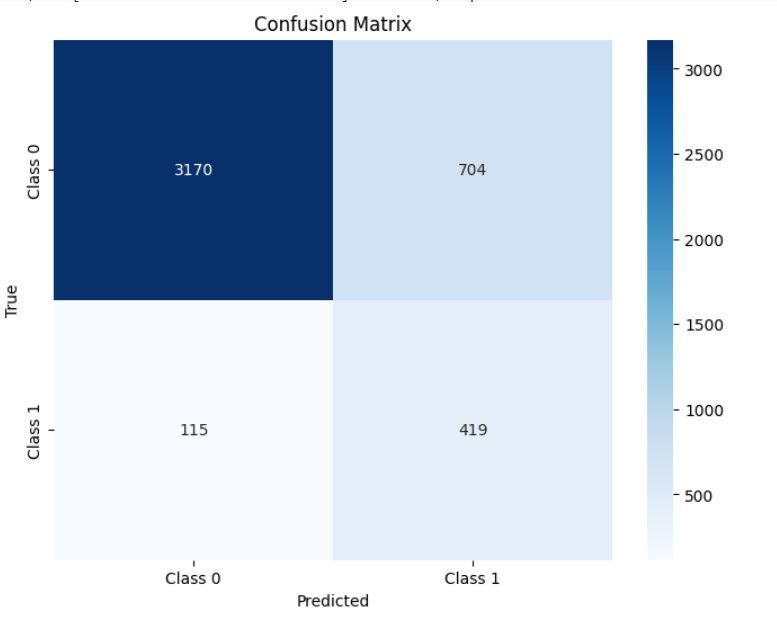 Confusion Matrix
3000
Class 0
3170
704
2500
2000
True
1500
1000
Class 1
115
419
500
Class 0
Class 1
Predicted